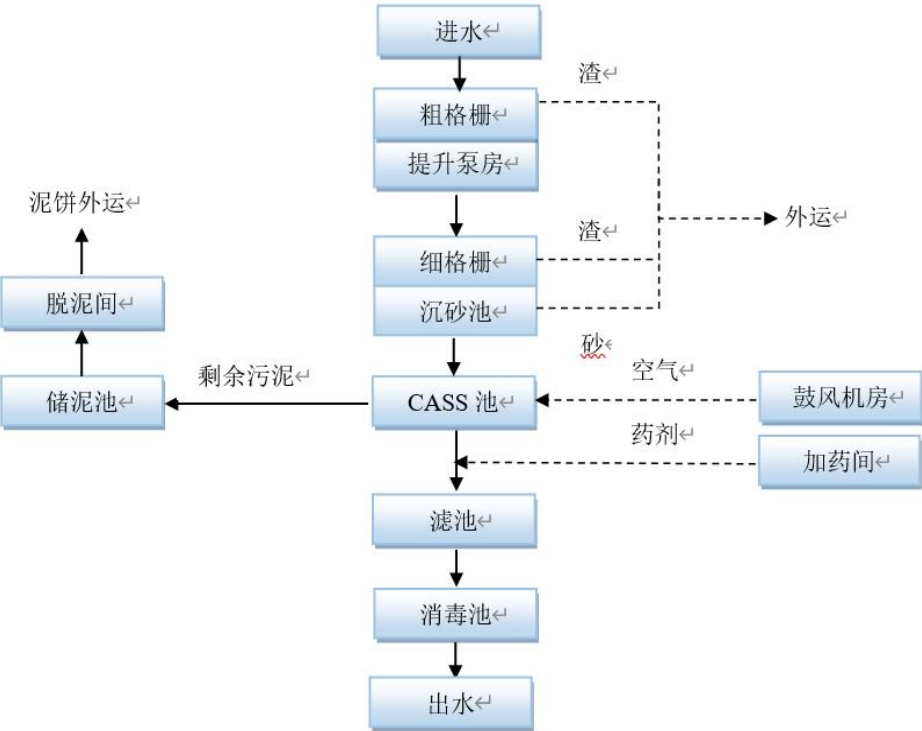 进水
渣
粗格栅
提升泵房
泥饼外运
外运
渣
细格栅
脱泥间
沉砂池
砂
空气
剩余污泥
储泥池
CASS 池
鼓风机房
药剂
加药间
滤池
消毒池
出水